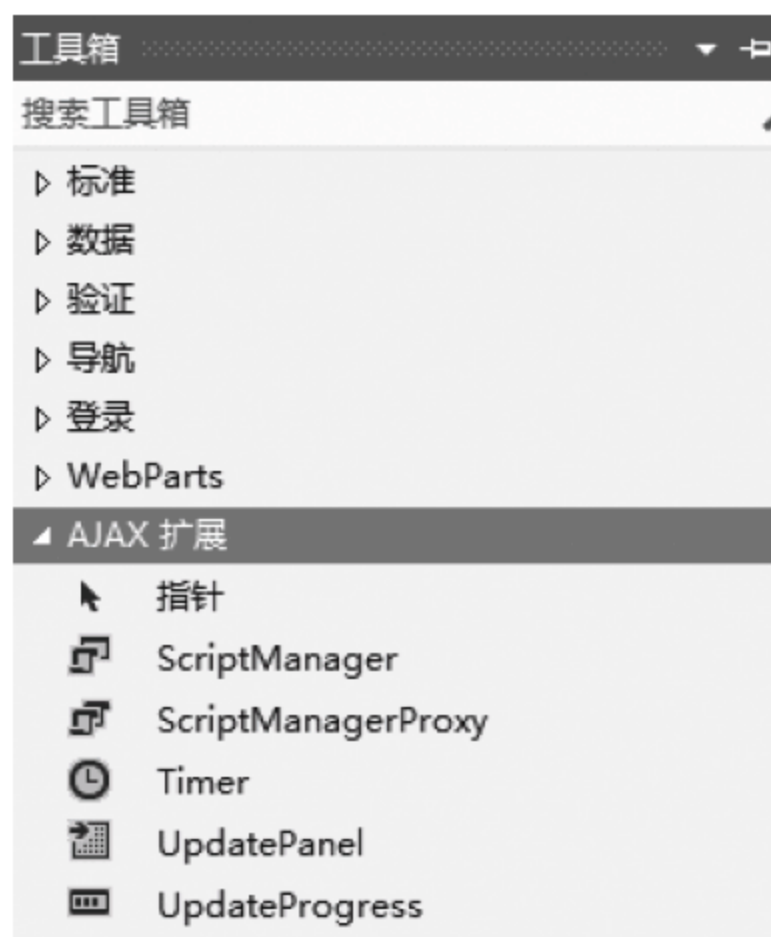 工具箱
搜索工具箱
标准
数据
验证
导航
登录
WebParts
AJAX 扩展
指针
ScriptManager
ScriptManagerProxy
Timer
UpdatePanel
UpdateProgress